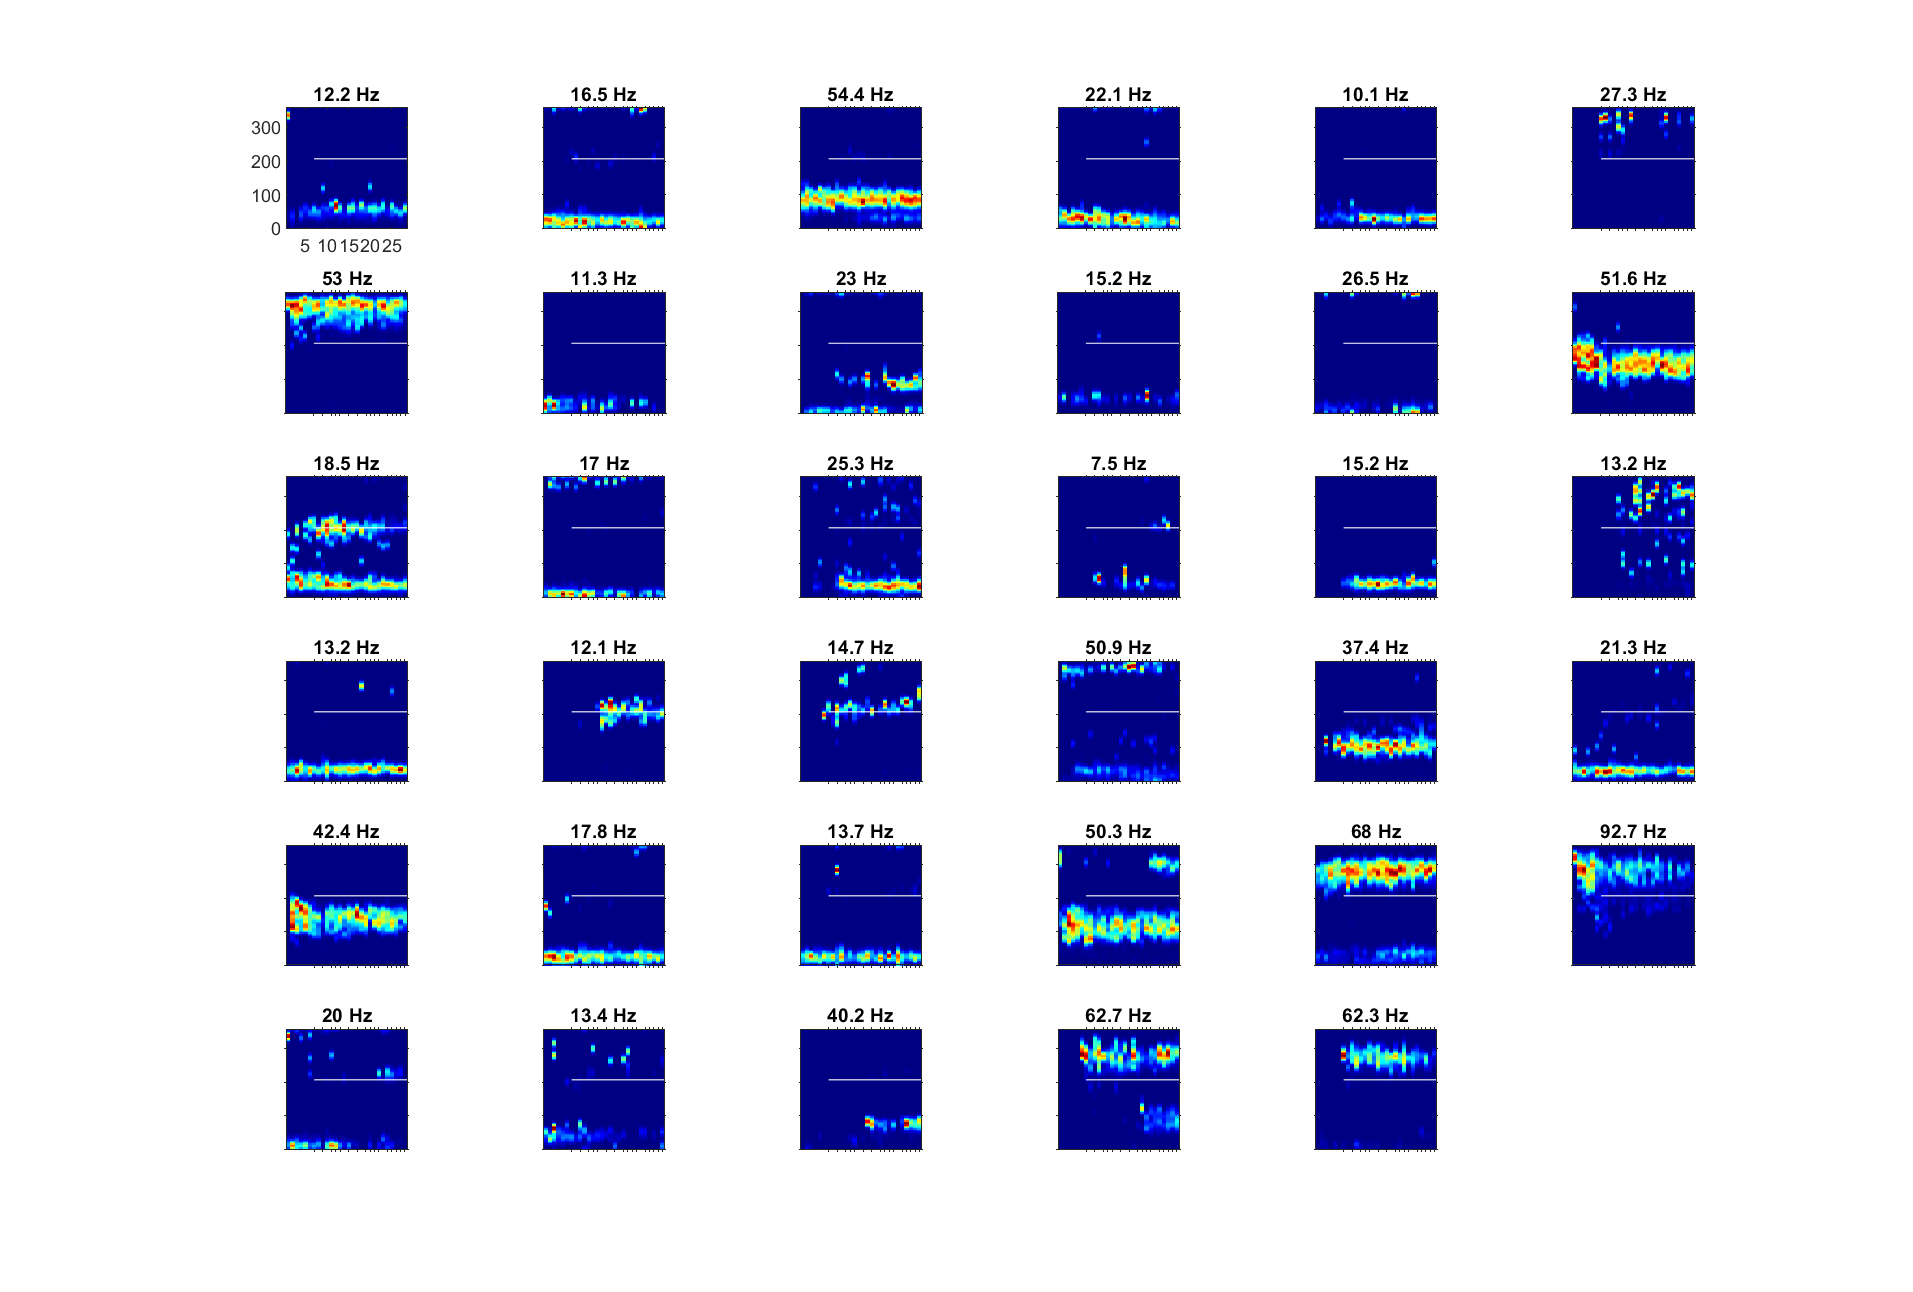 12.2 Hz 16.5 Hz 54.4 Hz 22.1 Hz 10.1 Hz 27.3 Hz
300
200
100
0
5 10 15 20 25
53 Hz 11.3 Hz 23 Hz 15.2 Hz 26.5 Hz 51.6 Hz
18.5 Hz 17 Hz 25.3 Hz 7.5 Hz 15.2 Hz 13.2 Hz
13.2 Hz 12.1 Hz 14.7 Hz 50.9 Hz 37.4 Hz 21.3 Hz
42.4 Hz 17.8 Hz 13.7 Hz 50.3 Hz 68 Hz 92.7 Hz
20 Hz 13.4 Hz 40.2 Hz 62.7 Hz 62.3 Hz